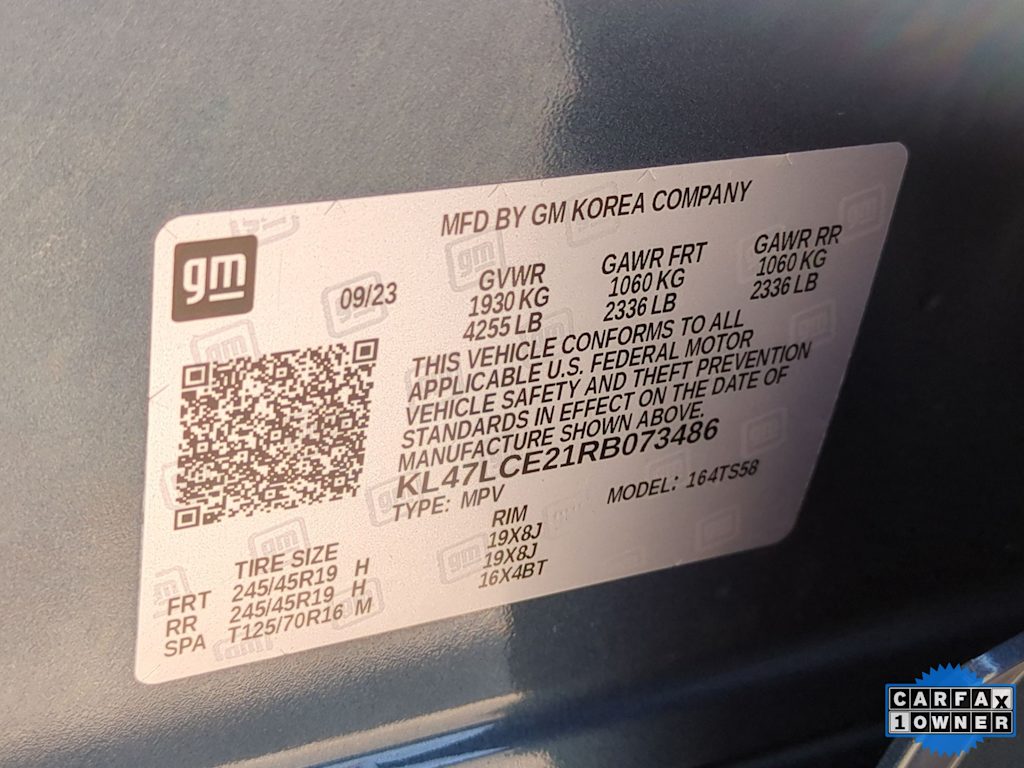 MFD BY GM KOREA COMPANY
gm
09/23
GVWR
1930 KG
4255 LB
GAWR FRT
1060 KG
2336 LB
GAWR RR
1060 KG
2336 LB
THIS VEHICLE CONFORMS TO ALL
APPLICABLE U.S. FEDERAL MOTOR
VEHICLE SAFETY AND THEFT PREVENTION
STANDARDS IN EFFECT ON THE DATE OF
MANUFACTURE SHOWN ABOVE.
KL47LCE21RB073486
TYPE: MPV MODEL: 164TS58
TIRE SIZE RIM
FRT 245/45R19 H 19X8J
RR 245/45R19 H 19X8J
SPA T125/70R16 M 16X4BT
CARFAX
1 OWNER